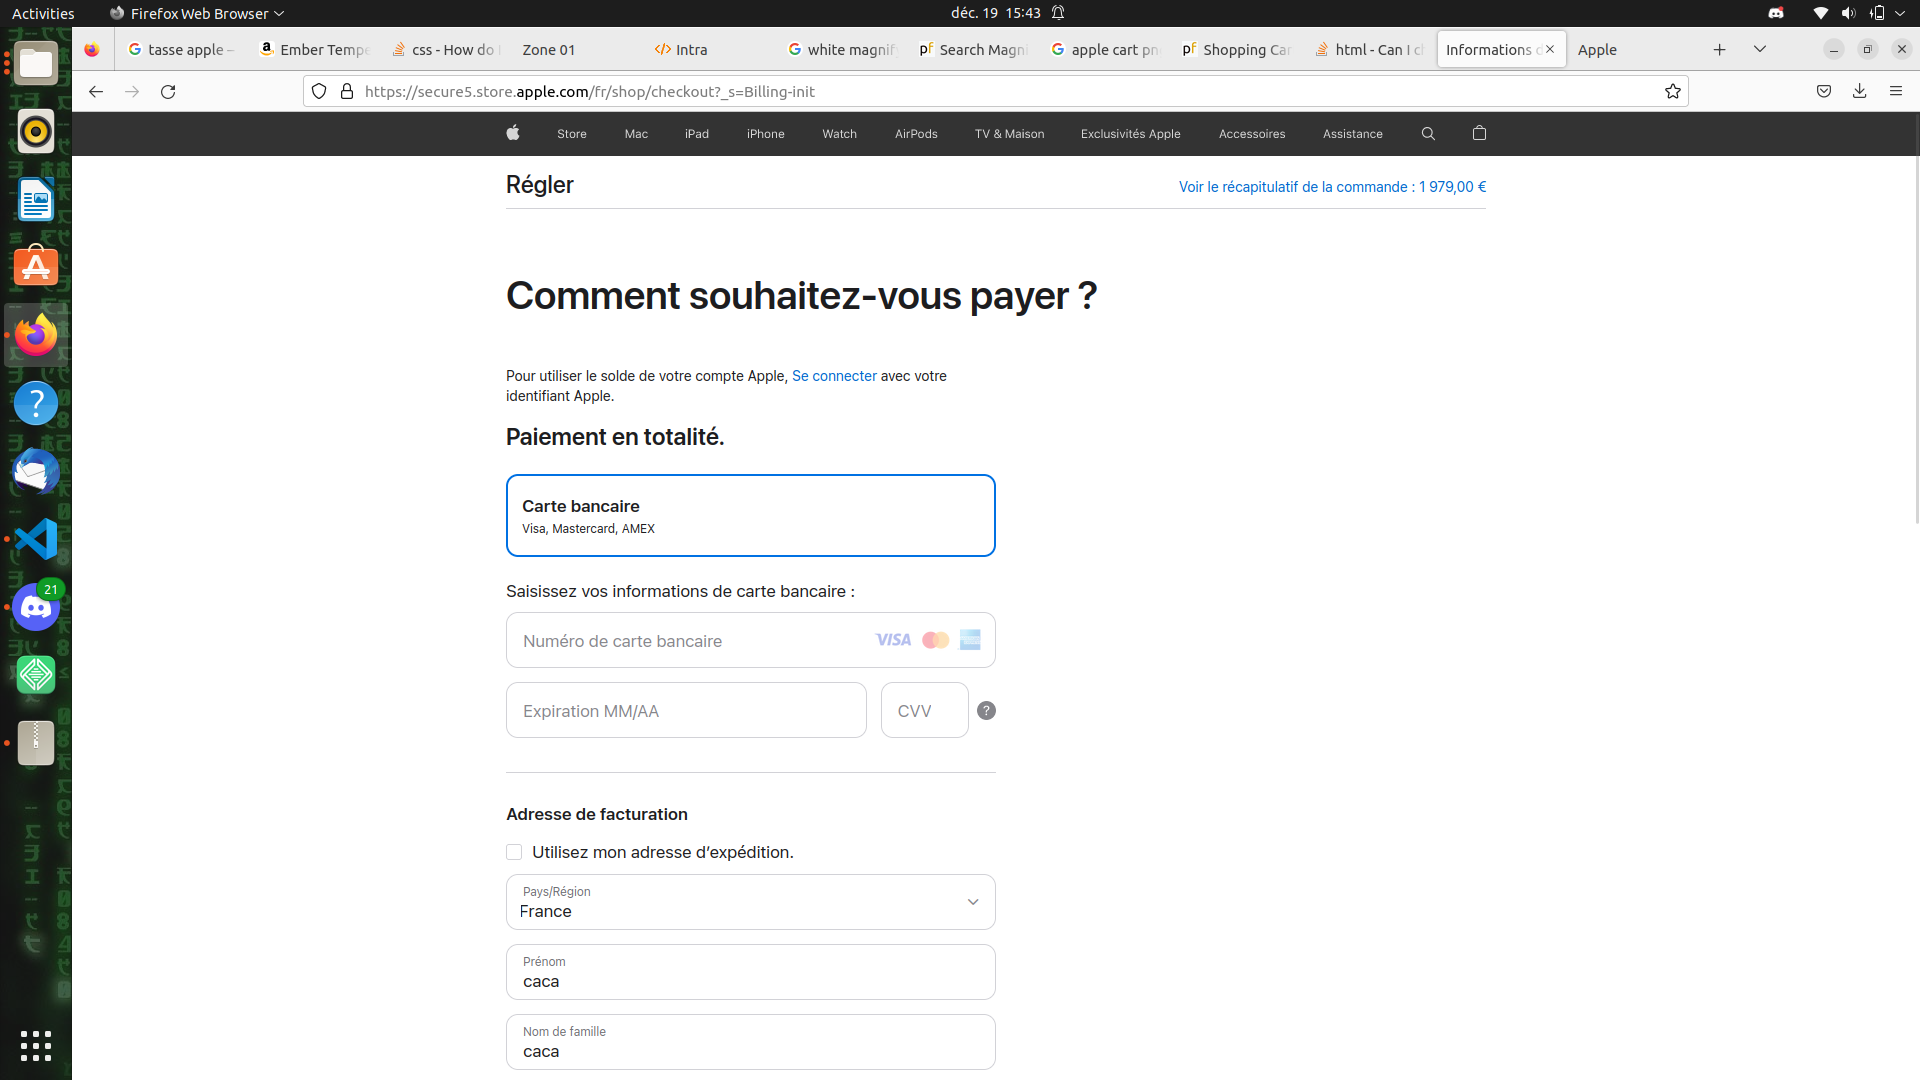 Activities
Firefox Web Browser
déc. 19 15:43
tasse apple –
Ember Tempe
css - How do
Zone 01
Intra
white magnif
Search Magni
apple cart pn
Shopping Car
html - Can I c
Informations d
Apple
https://secure5.store.apple.com/fr/shop/checkout?_s=Billing-init
Store
Mac
iPad
iPhone
Watch
AirPods
TV & Maison
Exclusivités Apple
Accessoires
Assistance
Régler
Voir le récapitulatif de la commande : 1 979,00 €
Comment souhaitez-vous payer ?
Pour utiliser le solde de votre compte Apple, Se connecter avec votre
identifiant Apple.
Paiement en totalité.
Carte bancaire
Visa, Mastercard, AMEX
Saisissez vos informations de carte bancaire :
Numéro de carte bancaire
VISA
Expiration MM/AA
CVV
?
Adresse de facturation
Utilisez mon adresse d’expédition.
Pays/Région
France
Prénom
caca
Nom de famille
caca
21